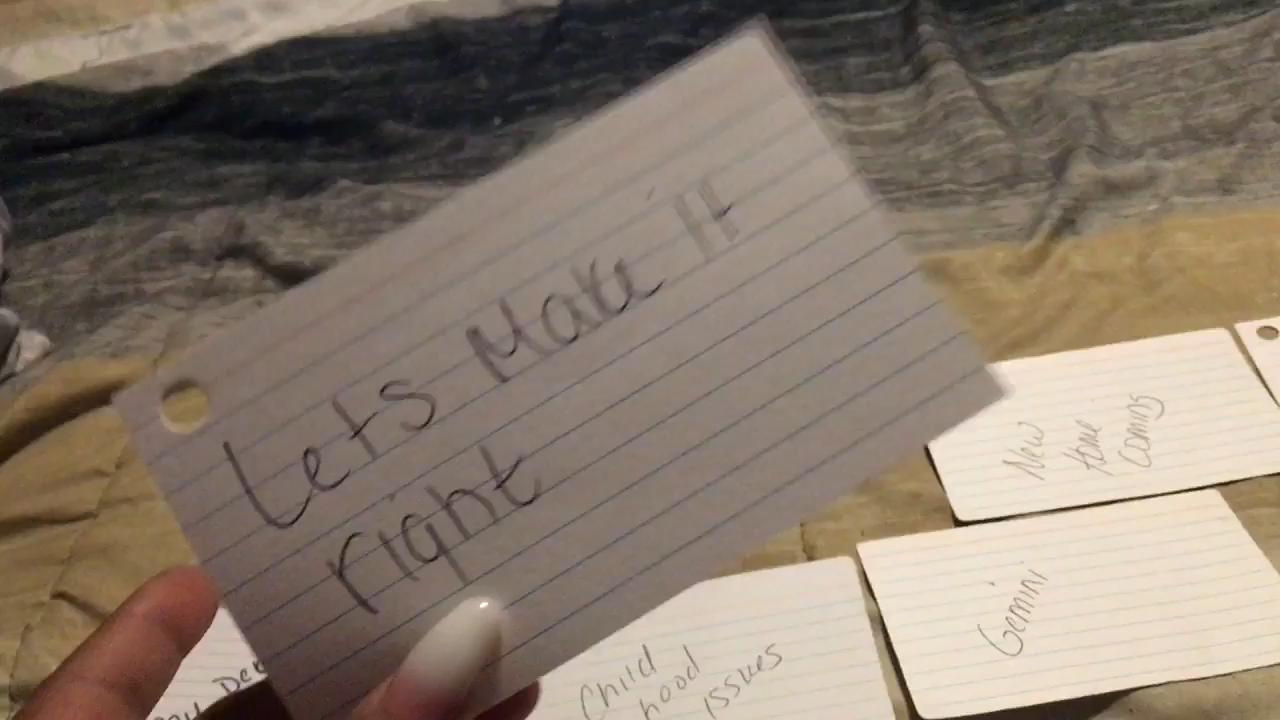 Lets Make It
right
New
Home
Coming
Gemini
Child
hood
issues